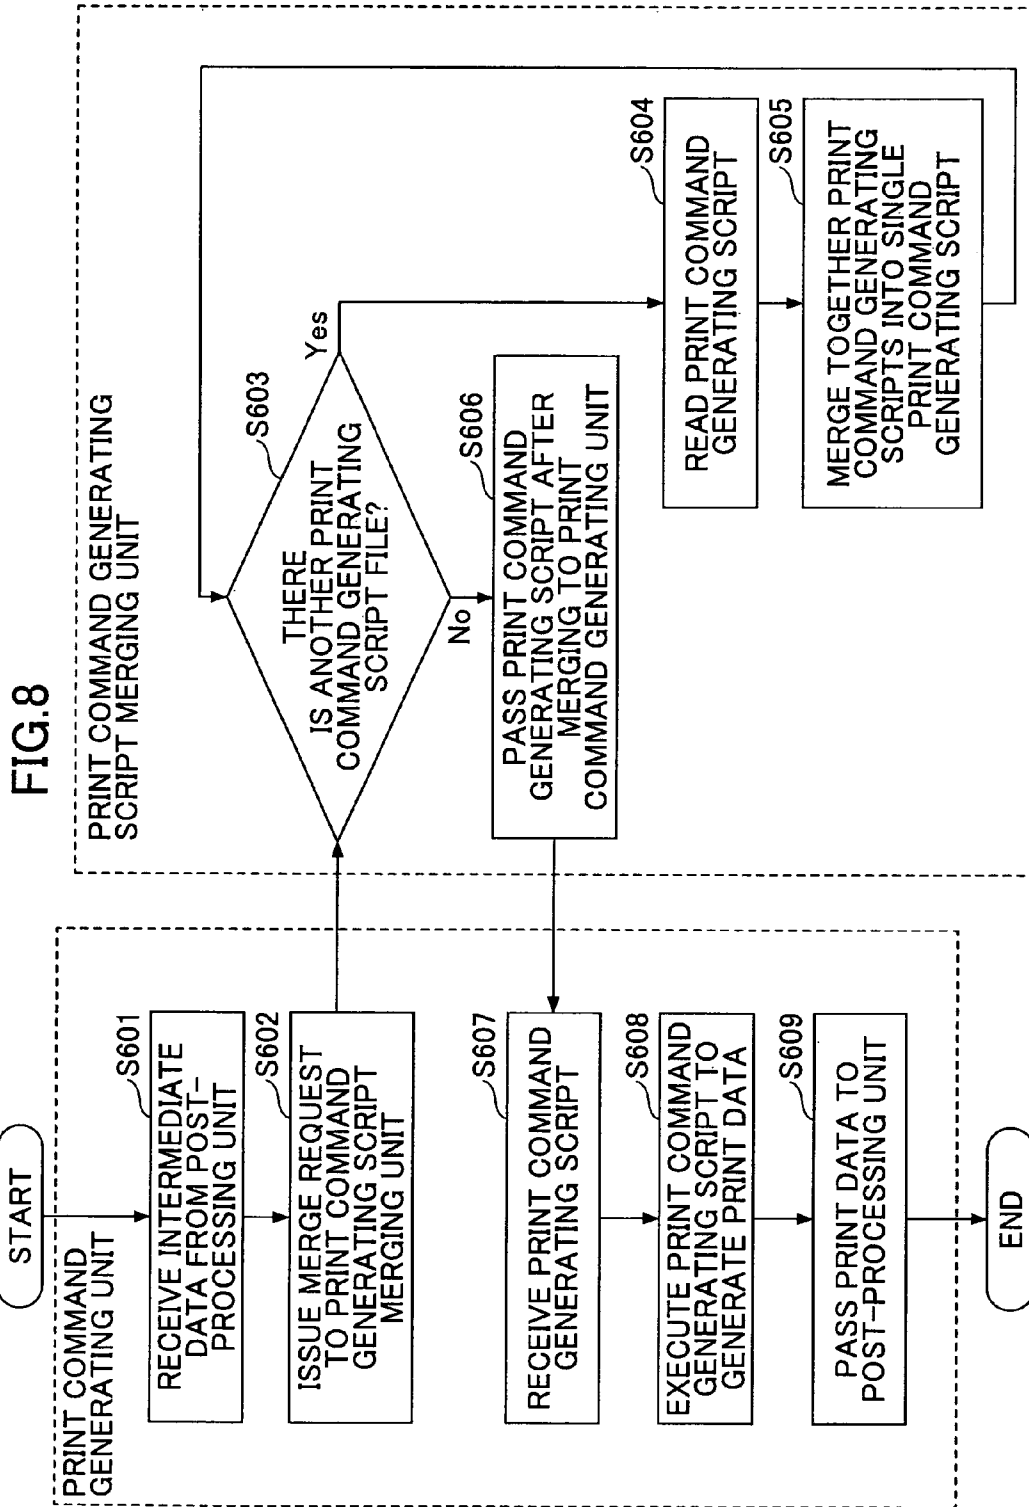 FIG.8
START
PRINT COMMAND
GENERATING UNIT
S601
RECEIVE INTERMEDIATE
DATA FROM POST-
PROCESSING UNIT
S602
ISSUE MERGE REQUEST
TO PRINT COMMAND
GENERATING SCRIPT
MERGING UNIT
PRINT COMMAND GENERATING
SCRIPT MERGING UNIT
S603
THERE
IS ANOTHER PRINT
COMMAND GENERATING
SCRIPT FILE?
Yes
No
S604
READ PRINT COMMAND
GENERATING SCRIPT
S605
MERGE TOGETHER PRINT
COMMAND GENERATING
SCRIPTS INTO SINGLE
PRINT COMMAND
GENERATING SCRIPT
S606
PASS PRINT COMMAND
GENERATING SCRIPT AFTER
MERGING TO PRINT
COMMAND GENERATING UNIT
S607
RECEIVE PRINT COMMAND
GENERATING SCRIPT
S608
EXECUTE PRINT COMMAND
GENERATING SCRIPT TO
GENERATE PRINT DATA
S609
PASS PRINT DATA TO
POST-PROCESSING UNIT
END